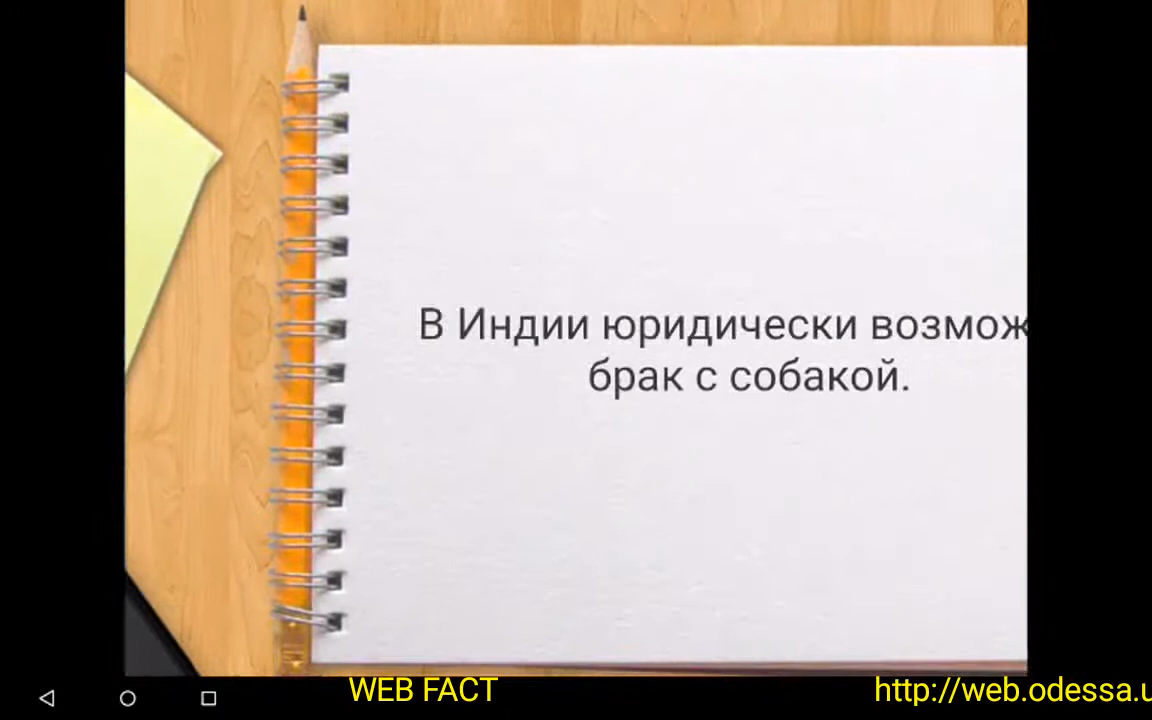 В Индии юридически возмож
брак с собакой.
WEB FACT
http://web.odessa.u